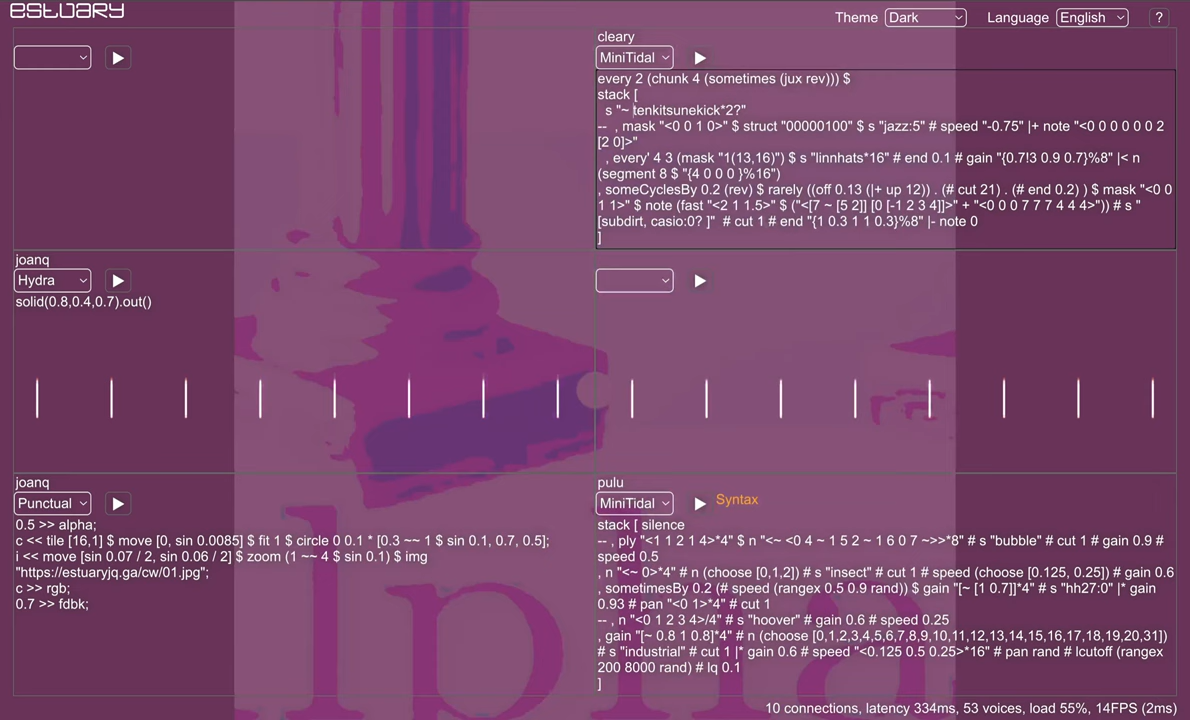 estuary
Theme Dark Language English ?
cleary
MiniTidal
every 2 (chunk 4 (sometimes (jux rev))) $
stack [
s "~ tenkitsunekick*2?"
-- , mask "<0 0 1 0>" $ struct "00000100" $ s "jazz:5" # speed "-0.75" |+ note "<0 0 0 0 0 0 2
[2 0]>"
, every' 4 3 (mask "1(13,16)") $ s "linnhats*16" # end 0.1 # gain "{0.7!3 0.9 0.7}%8" |< n
(segment 8 $ "{4 0 0 0 }%16")
, someCyclesBy 0.2 (rev) $ rarely ((off 0.13 (|+ up 12)) . (# cut 21) . (# end 0.2) ) $ mask "<0 0
1 1>" $ note (fast "<2 1 1.5>" $ ("<[7 ~ [5 2]] [0 [-1 2 3 4]]>" + "<0 0 0 7 7 7 4 4 4>")) # s "
[subdirt, casio:0? ]" # cut 1 # end "{1 0.3 1 1 0.3}%8" |- note 0
]
joanq
Hydra
solid(0.8,0.4,0.7).out()
joanq
Punctual
0.5 >> alpha;
c << tile [16,1] $ move [0, sin 0.0085] $ fit 1 $ circle 0 0.1 * [0.3 ~~ 1 $ sin 0.1, 0.7, 0.5];
i << move [sin 0.07 / 2, sin 0.06 / 2] $ zoom (1 ~~ 4 $ sin 0.1) $ img
"https://estuaryjq.ga/cw/01.jpg";
c >> rgb;
0.7 >> fdbk;
pulu
MiniTidal Syntax
stack [ silence
-- , ply "<1 1 2 1 4>*4" $ n "<~ <0 4 ~ 1 5 2 ~ 1 6 0 7 ~>>*8" # s "bubble" # cut 1 # gain 0.9 #
speed 0.5
, n "<~ 0>*4" # n (choose [0,1,2]) # s "insect" # cut 1 # speed (choose [0.125, 0.25]) # gain 0.6
, sometimesBy 0.2 (# speed (rangex 0.5 0.9 rand)) $ gain "[~ [1 0.7]]*4" # s "hh27:0" |* gain
0.93 # pan "<0 1>*4" # cut 1
-- , n "<0 1 2 3 4>/4" # s "hoover" # gain 0.6 # speed 0.25
, gain "[~ 0.8 1 0.8]*4" # n (choose [0,1,2,3,4,5,6,7,8,9,10,11,12,13,14,15,16,17,18,19,20,31])
# s "industrial" # cut 1 |* gain 0.6 # speed "<0.125 0.5 0.25>*16" # pan rand # lcutoff (rangex
200 8000 rand) # lq 0.1
]
10 connections, latency 334ms, 53 voices, load 55%, 14FPS (2ms)